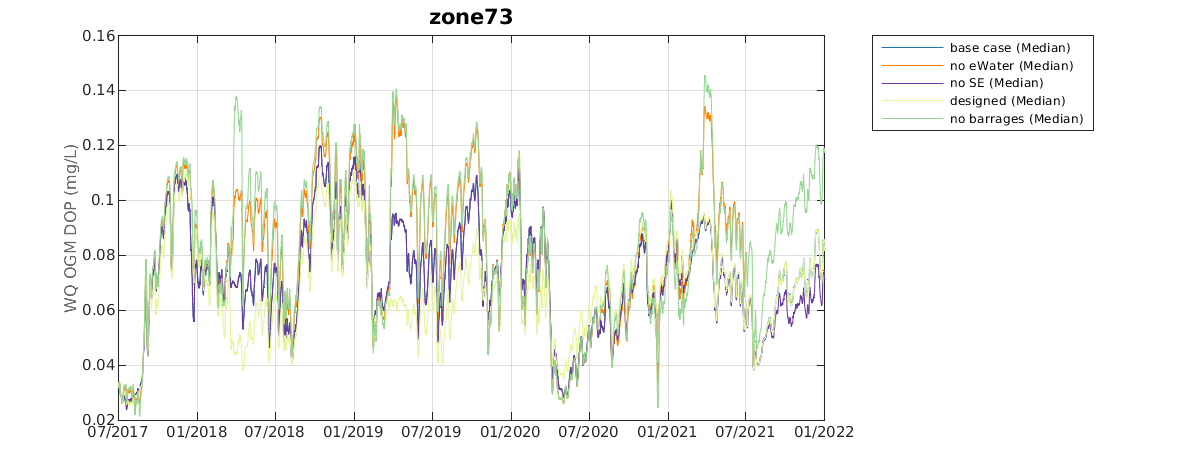 zone73
WQ OGM DOP (mg/L)
0.16
0.14
0.12
0.1
0.08
0.06
0.04
0.02
07/2017
01/2018
07/2018
01/2019
07/2019
01/2020
07/2020
01/2021
07/2021
01/2022
base case (Median)
no eWater (Median)
no SE (Median)
designed (Median)
no barrages (Median)